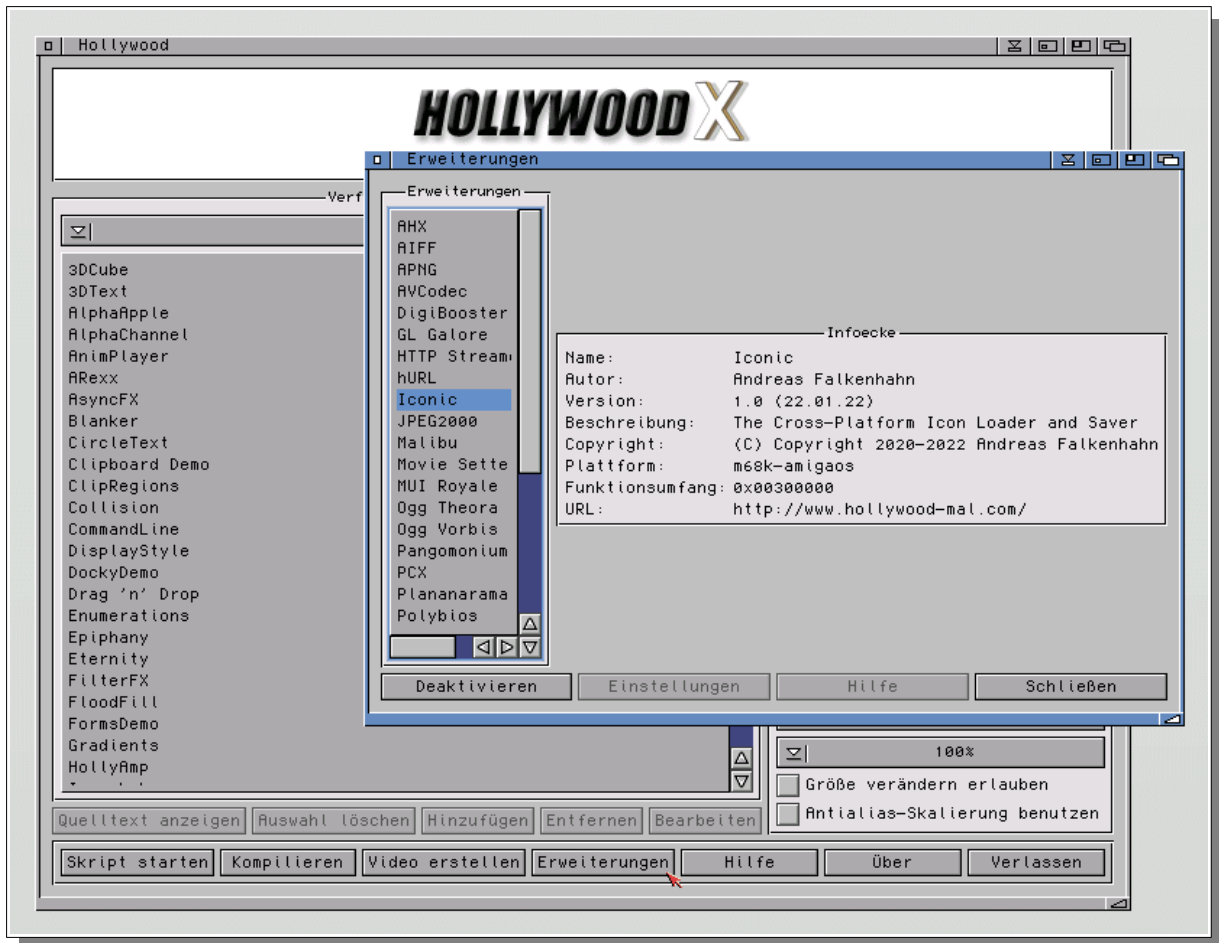 Hollywood
HOLLYWOOD X
Erweiterungen
Verf
3DCube
3DText
AlphaApple
AlphaChannel
AnimPlayer
ARexx
AsyncFX
Blanker
CircleText
Clipboard Demo
ClipRegions
Collision
CommandLine
DisplayStyle
DockyDemo
Drag 'n' Drop
Enumerations
Epiphany
Eternity
FilterFX
FloodFill
FormsDemo
Gradients
HollyAmp
Erweiterungen
AHX
AIFF
APNG
AVCodec
DigiBooster
GL Galore
HTTP Stream
hURL
Iconic
JPEG2000
Malibu
Movie Sette
MUI Royale
Ogg Theora
Ogg Vorbis
Pangomonium
PCX
Plananarama
Polybios
Infoecke
Name: Iconic
Autor: Andreas Falkenhahn
Version: 1.0 (22.01.22)
Beschreibung: The Cross-Platform Icon Loader and Saver
Copyright: (C) Copyright 2020-2022 Andreas Falkenhahn
Plattform: m68k-amigaos
Funktionsumfang: 0x00300000
URL: http://www.hollywood-mal.com/
Deaktivieren Einstellungen Hilfe Schließen
100%
Größe verändern erlauben
Antialias-Skalierung benutzen
Quelltext anzeigen Auswahl löschen Hinzufügen Entfernen Bearbeiten
Skript starten Kompilieren Video erstellen Erweiterungen Hilfe Über Verlassen